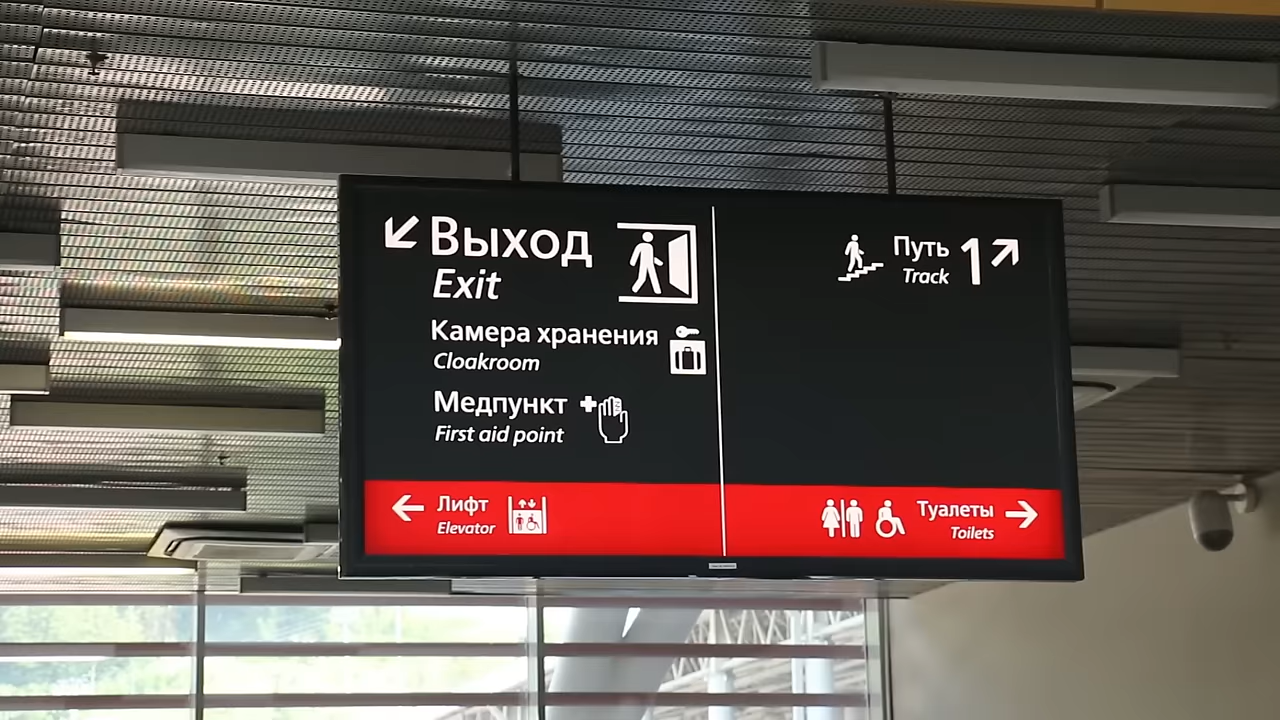 Выход
Exit
Камера хранения
Cloakroom
Медпункт
First aid point
Лифт
Elevator
Путь 1
Track
Туалеты
Toilets